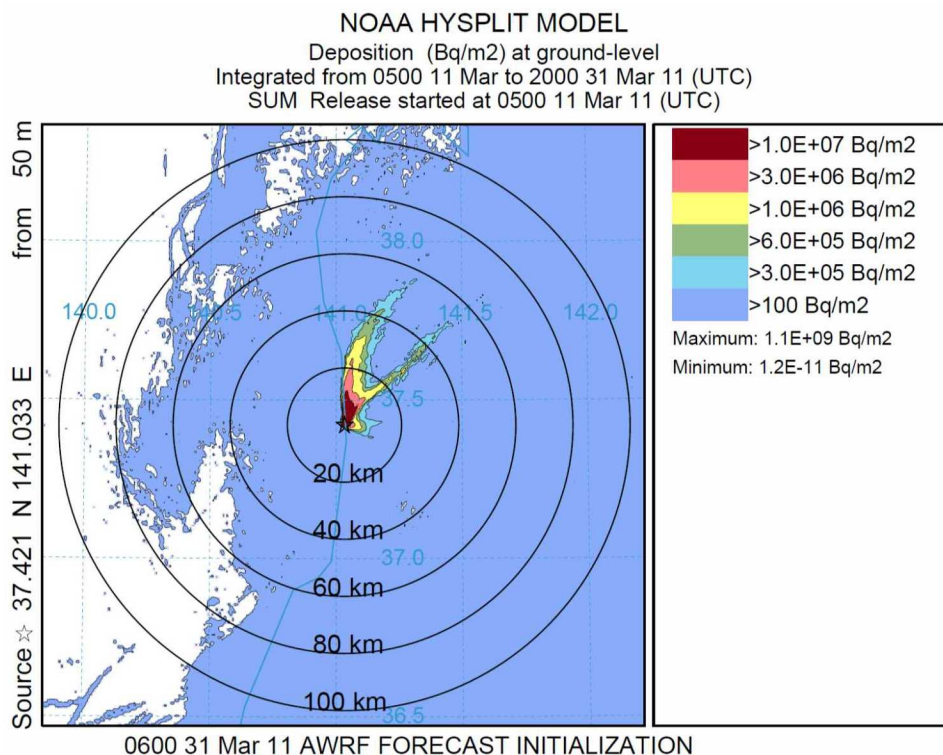 NOAA HYSPLIT MODEL
Deposition (Bq/m2) at ground-level
Integrated from 0500 11 Mar to 2000 31 Mar 11 (UTC)
SUM Release started at 0500 11 Mar 11 (UTC)
Source ☆ 37.421 N 141.033 E from 50 m
38.0
140.0
140.5
141.0
141.5
142.0
37.5
20 km
40 km
37.0
60 km
80 km
100 km
36.5
>1.0E+07 Bq/m2
>3.0E+06 Bq/m2
>1.0E+06 Bq/m2
>6.0E+05 Bq/m2
>3.0E+05 Bq/m2
>100 Bq/m2
Maximum: 1.1E+09 Bq/m2
Minimum: 1.2E-11 Bq/m2
0600 31 Mar 11 AWRF FORECAST INITIALIZATION